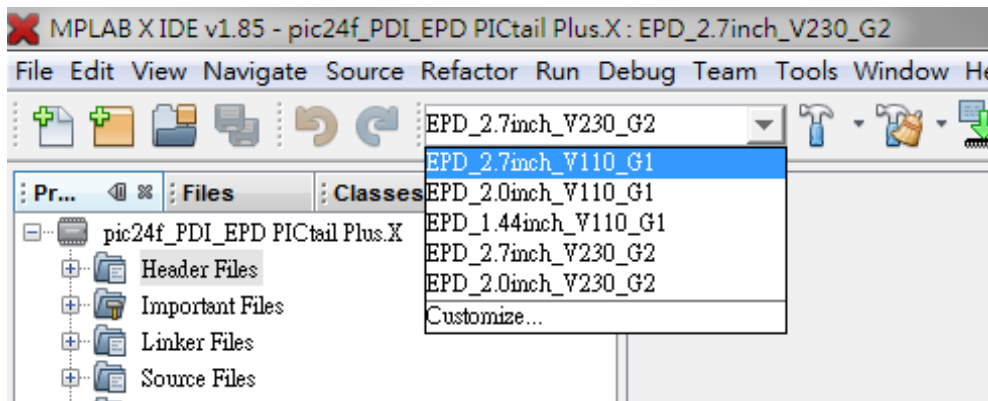 MPLAB X IDE v1.85 - pic24f_PDI_EPD PICtail Plus.X : EPD_2.7inch_V230_G2
File Edit View Navigate Source Refactor Run Debug Team Tools Window He
EPD_2.7inch_V230_G2
EPD_2.7inch_V110_G1
EPD_2.0inch_V110_G1
EPD_1.44inch_V110_G1
EPD_2.7inch_V230_G2
EPD_2.0inch_V230_G2
Customize...
Pr... Files Classes
pic24f_PDI_EPD PICtail Plus.X
Header Files
Important Files
Linker Files
Source Files